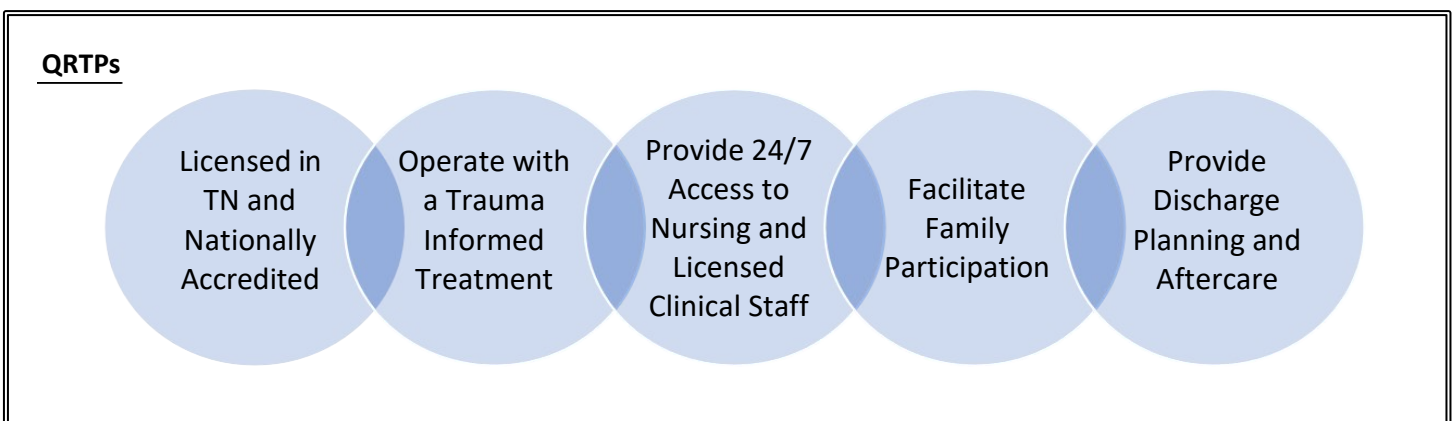 QRTPs
Licensed in
TN and
Nationally
Accredited
Operate with
a Trauma
Informed
Treatment
Provide 24/7
Access to
Nursing and
Licensed
Clinical Staff
Facilitate
Family
Participation
Provide
Discharge
Planning and
Aftercare